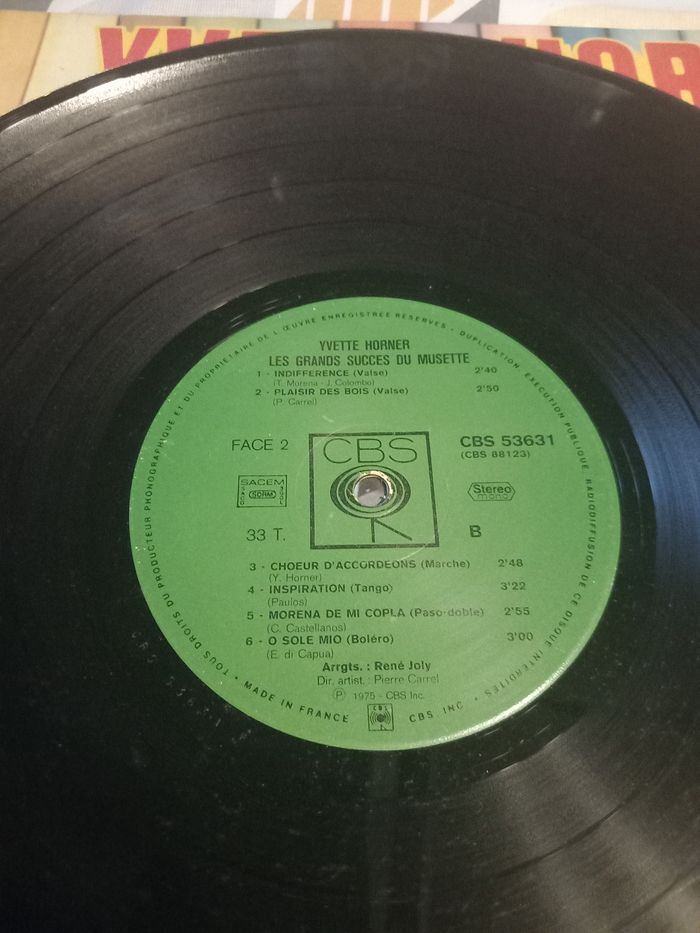 YVETTE HORNER
LES GRANDS SUCCES DU MUSETTE
1 - INDIFFERENCE (Valse) 2'40
(T. Morena - J. Colombo)
2 - PLAISIR DES BOIS (Valse) 2'50
(P. Carrel)
FACE 2
CBS
CBS 53631
(CBS 88123)
SACEM
SACD SDRM SGDL
Stereo
mono
33 T.
B
3 - CHOEUR D'ACCORDEONS (Marche) 2'48
(Y. Horner)
4 - INSPIRATION (Tango) 3'22
(Paulos)
5 - MORENA DE MI COPLA (Paso-doble) 2'55
(C. Castellanos)
6 - O SOLE MIO (Boléro) 3'00
(E. di Capua)
Arrgts. : René Joly
Dir. artist. : Pierre Carrel
Ⓟ 1975 - CBS Inc.
TOUS DROITS DU PRODUCTEUR PHONOGRAPHIQUE ET DU PROPRIETAIRE DE L'ŒUVRE ENREGISTREE RESERVES - DUPLICATION, EXECUTION PUBLIQUE, RADIODIFFUSION DE CE DISQUE INTERDITES
• MADE IN FRANCE CBS CBS INC. •